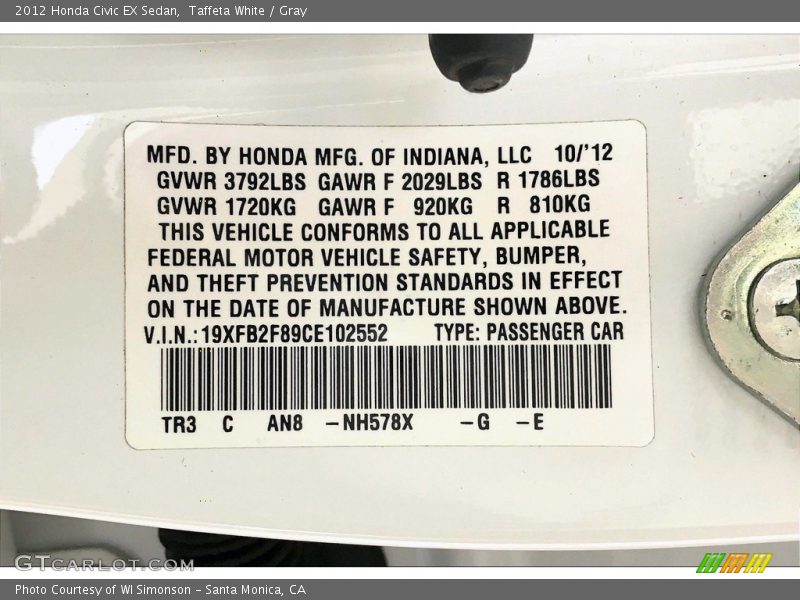 2012 Honda Civic EX Sedan, Taffeta White / Gray
MFD. BY HONDA MFG. OF INDIANA, LLC 10/'12
GVWR 3792LBS GAWR F 2029LBS R 1786LBS
GVWR 1720KG GAWR F 920KG R 810KG
THIS VEHICLE CONFORMS TO ALL APPLICABLE
FEDERAL MOTOR VEHICLE SAFETY, BUMPER,
AND THEFT PREVENTION STANDARDS IN EFFECT
ON THE DATE OF MANUFACTURE SHOWN ABOVE.
V.I.N.: 19XFB2F89CE102552 TYPE: PASSENGER CAR
TR3 C AN8 -NH578X -G -E
GTCARLOT.COM
Photo Courtesy of WI Simonson - Santa Monica, CA